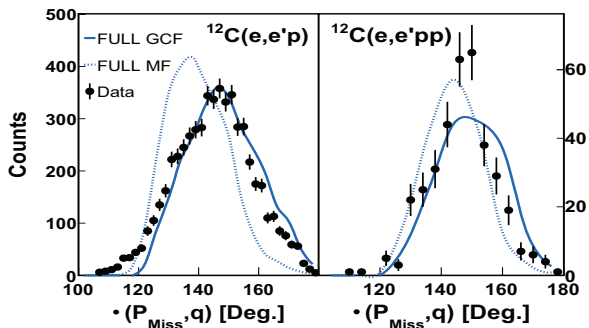 ¹²C(e,e'p)
FULL GCF
FULL MF
Data
Counts
500
400
300
200
100
0
100 120 140 160
• (P_Miss,q) [Deg.]
¹²C(e,e'pp)
60
40
20
0
120 140 160 180
• (P_Miss,q) [Deg.]